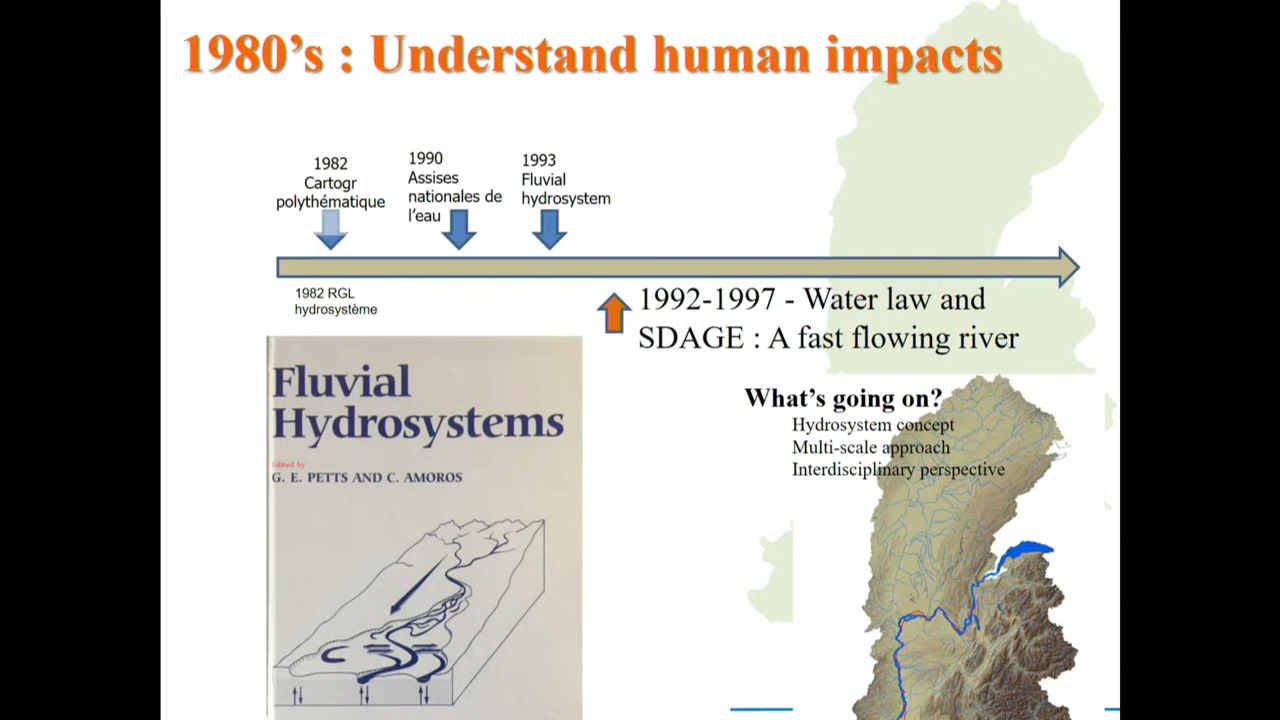 1980’s : Understand human impacts
1982
Cartogr
polythématique
1990
Assises
nationales de
l’eau
1993
Fluvial
hydrosystem
1982 RGL
hydrosystème
1992-1997 - Water law and
SDAGE : A fast flowing river
Fluvial
Hydrosystems
Edited by
G. E. PETTS AND C. AMOROS
What’s going on?
Hydrosystem concept
Multi-scale approach
Interdisciplinary perspective